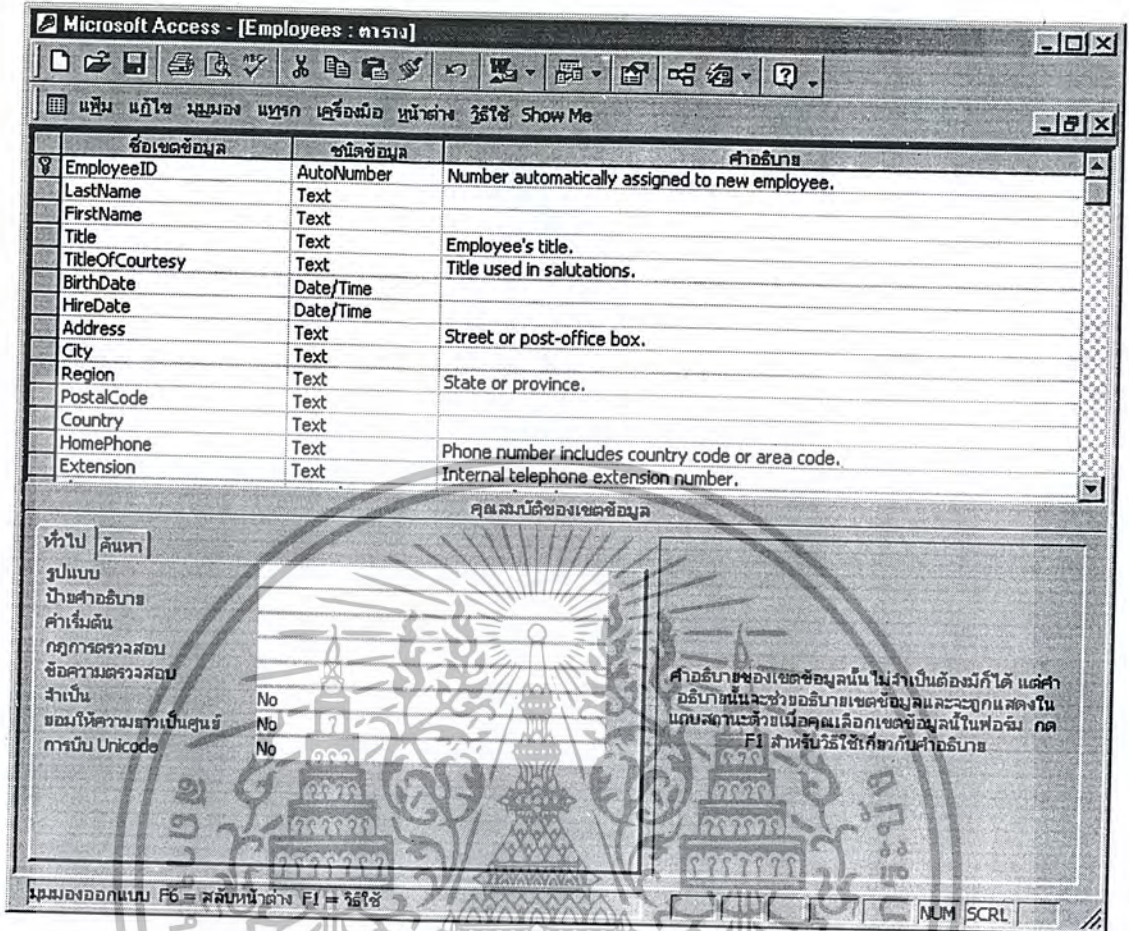 Microsoft Access - [Employees : ตาราง]
แฟ้ม แก้ไข มุมมอง แทรก เครื่องมือ หน้าต่าง วิธีใช้ Show Me
ชื่อเขตข้อมูล ชนิดข้อมูล คำอธิบาย
EmployeeID AutoNumber Number automatically assigned to new employee.
LastName Text
FirstName Text
Title Text Employee's title.
TitleOfCourtesy Text Title used in salutations.
BirthDate Date/Time
HireDate Date/Time
Address Text Street or post-office box.
City Text
Region Text State or province.
PostalCode Text
Country Text
HomePhone Text Phone number includes country code or area code.
Extension Text Internal telephone extension number.
คุณสมบัติของเขตข้อมูล
ทั่วไป ค้นหา
รูปแบบ
ป้ายคำอธิบาย
ค่าเริ่มต้น
กฎการตรวจสอบ
ข้อความตรวจสอบ
จำเป็น No
ยอมให้ความยาวเป็นศูนย์ No
การบีบ Unicode No
คำอธิบายของเขตข้อมูลนั้น ไม่จำเป็นต้องมีก็ได้ แต่คำ
อธิบายนั้นจะช่วยอธิบายเขตข้อมูลและจะถูกแสดงใน
แถบสถานะด้วยเมื่อคุณเลือกเขตข้อมูลนี้ในฟอร์ม กด
F1 สำหรับวิธีใช้เกี่ยวกับคำอธิบาย
มุมมองออกแบบ F6 = สลับหน้าต่าง F1 = วิธีใช้
NUM SCRL